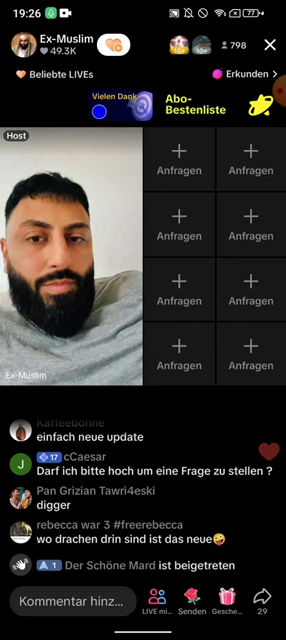 19:26
77
Ex-Muslim
49.3K
798
Beliebte LIVEs
Erkunden
Vielen Dank
Abo-
Bestenliste
Host
Anfragen
Anfragen
Anfragen
Anfragen
Anfragen
Anfragen
Anfragen
Anfragen
Ex-Muslim
Kaffeebohne
einfach neue update
J
17 cCaesar
Darf ich bitte hoch um eine Frage zu stellen ?
Pan Grizian Tawri4eski
digger
rebecca war 3 #freerebecca
wo drachen drin sind ist das neue🤪
1 Der Schöne Mard ist beigetreten
Kommentar hinz...
LIVE mi...
Senden
Gesche...
29